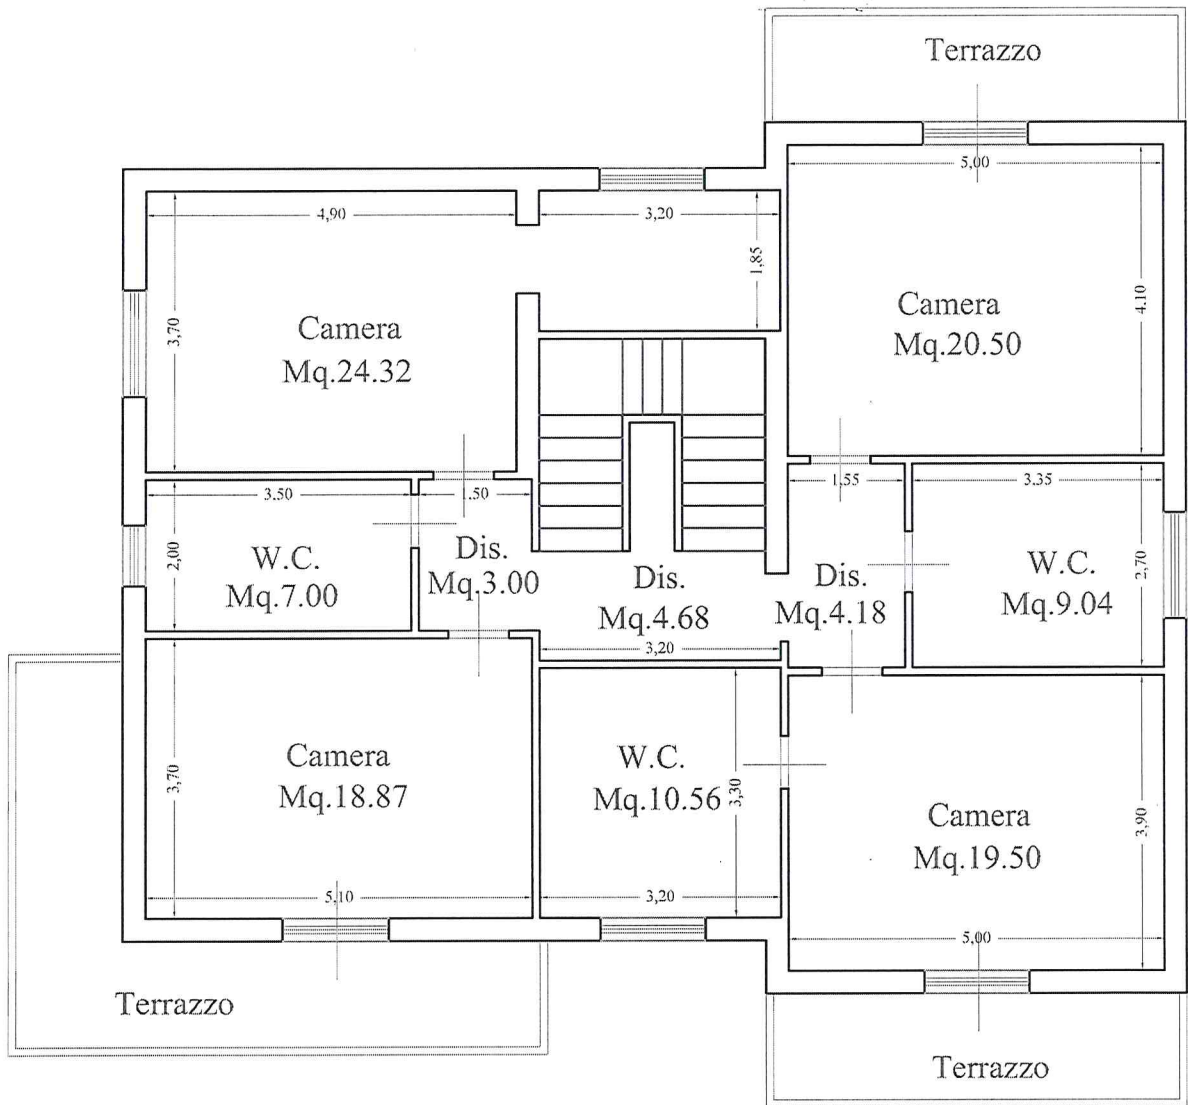 Terrazzo
5,00
4,90
3,20
1,85
3,70
4.10
Camera
Mq.24.32
Camera
Mq.20.50
3.50
1.50
1,55
3.35
2,00
W.C.
Mq.7.00
Dis.
Mq.3.00
Dis.
Mq.4.68
3,20
Dis.
Mq.4.18
W.C.
Mq.9.04
2,70
3,70
Camera
Mq.18.87
5,10
W.C.
Mq.10.56
3,30
3,20
Camera
Mq.19.50
3,90
5,00
Terrazzo
Terrazzo